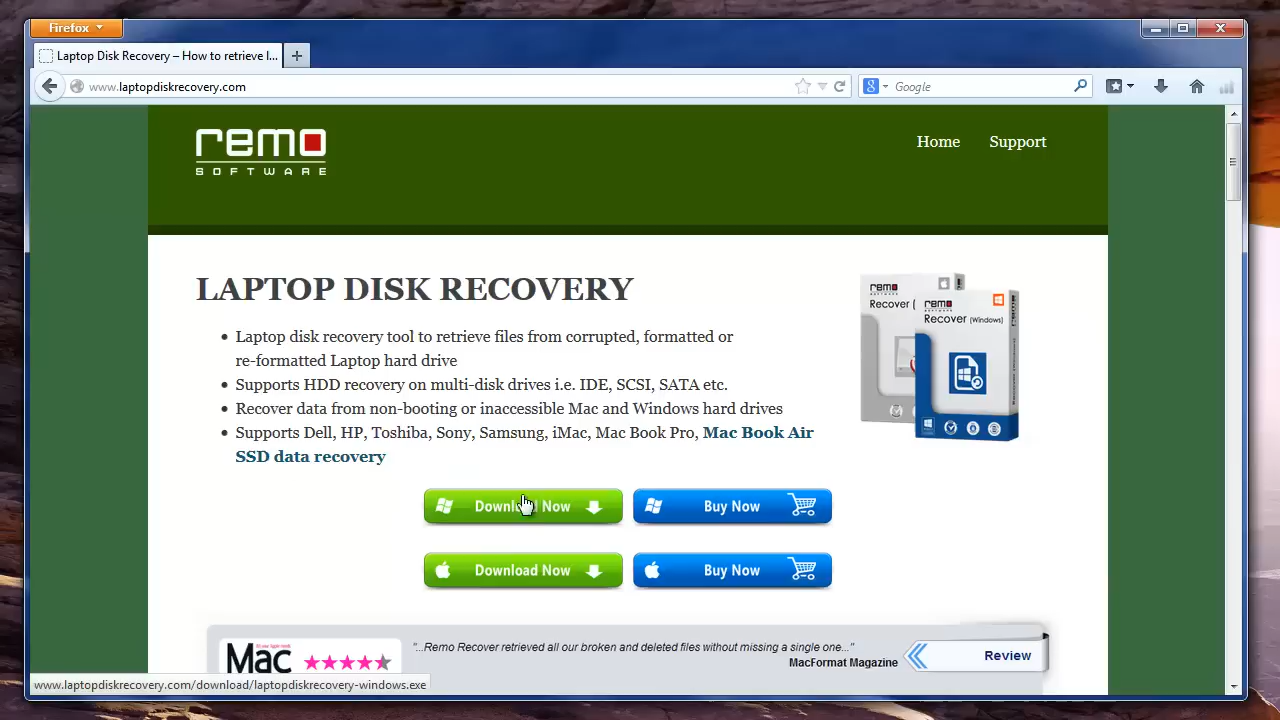 Firefox
Laptop Disk Recovery – How to retrieve l...
www.laptopdiskrecovery.com
Google
remo
SOFTWARE
Home
Support
LAPTOP DISK RECOVERY
Laptop disk recovery tool to retrieve files from corrupted, formatted or
re-formatted Laptop hard drive
Supports HDD recovery on multi-disk drives i.e. IDE, SCSI, SATA etc.
Recover data from non-booting or inaccessible Mac and Windows hard drives
Supports Dell, HP, Toshiba, Sony, Samsung, iMac, Mac Book Pro, Mac Book Air
SSD data recovery
remo
Recover (
remo
Recover (Windows)
Download Now
Buy Now
Download Now
Buy Now
Mac
"...Remo Recover retrieved all our broken and deleted files without missing a single one..."
MacFormat Magazine
Review
www.laptopdiskrecovery.com/download/laptopdiskrecovery-windows.exe